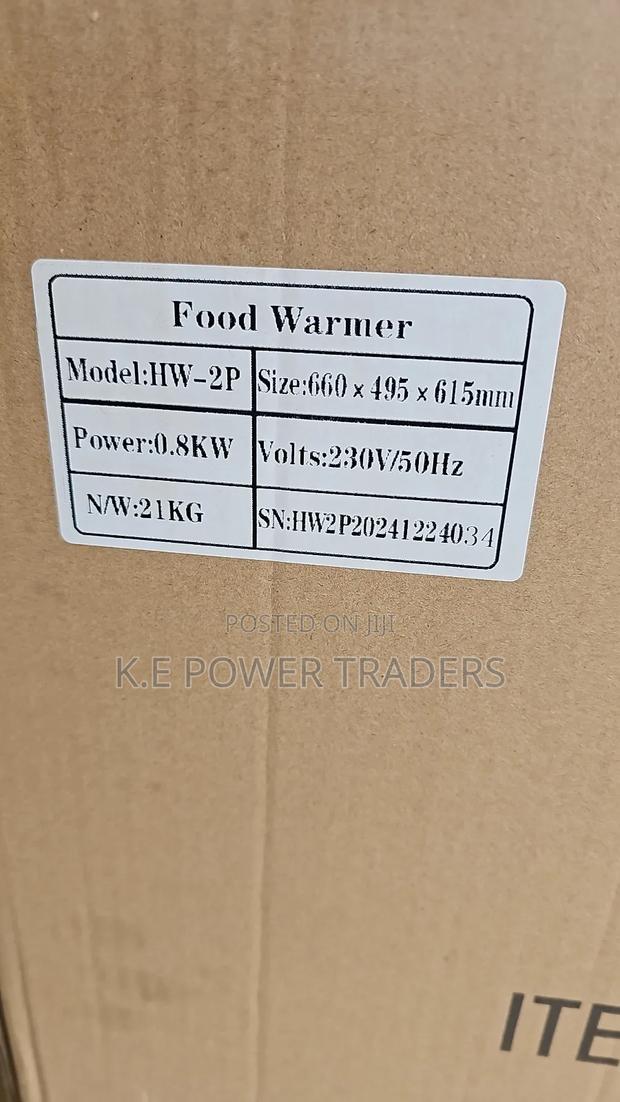 Food Warmer
Model:HW-2P
Size:660 x 495 x 615mm
Power:0.8KW
Volts:230V/50Hz
N/W:21KG
SN:HW2P20241224034
POSTED ON JIJI
K.E POWER TRADERS
ITE